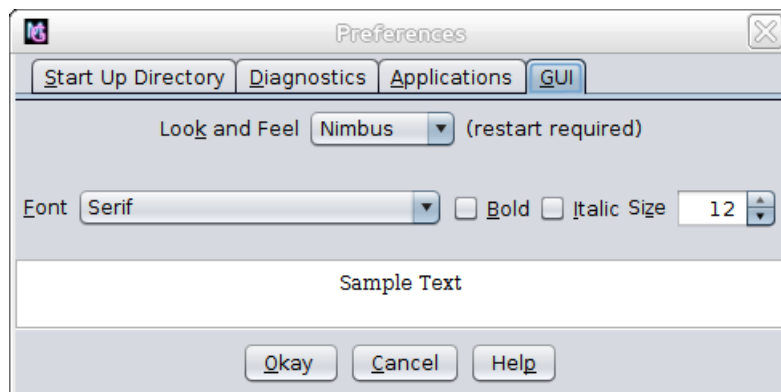 Preferences
Start Up Directory Diagnostics Applications GUI
Look and Feel Nimbus (restart required)
Font Serif Bold Italic Size 12
Sample Text
Okay Cancel Help